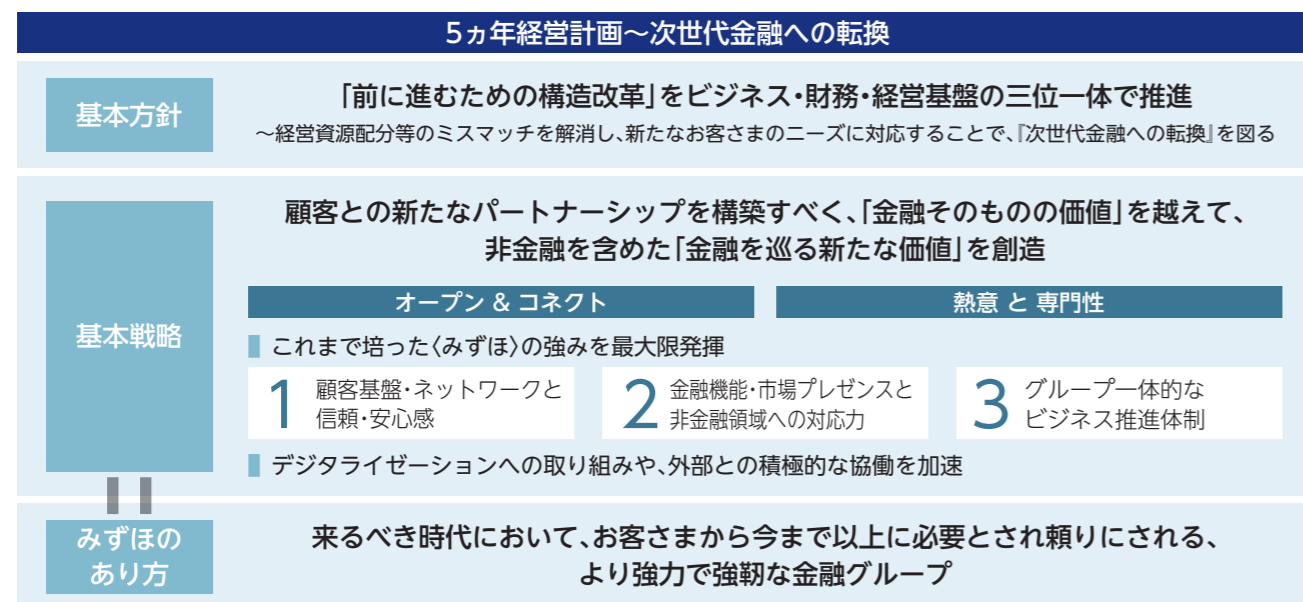 5ヵ年経営計画～次世代金融への転換
基本方針
「前に進むための構造改革」をビジネス・財務・経営基盤の三位一体で推進
～経営資源配分等のミスマッチを解消し、新たなお客さまのニーズに対応することで、『次世代金融への転換』を図る
基本戦略
顧客との新たなパートナーシップを構築すべく、「金融そのものの価値」を越えて、
非金融を含めた「金融を巡る新たな価値」を創造
オープン & コネクト
熱意 と 専門性
これまで培った〈みずほ〉の強みを最大限発揮
1 顧客基盤・ネットワークと
信頼・安心感
2 金融機能・市場プレゼンスと
非金融領域への対応力
3 グループ一体的な
ビジネス推進体制
デジタライゼーションへの取り組みや、外部との積極的な協働を加速
みずほの
あり方
来るべき時代において、お客さまから今まで以上に必要とされ頼りにされる、
より強力で強靭な金融グループ